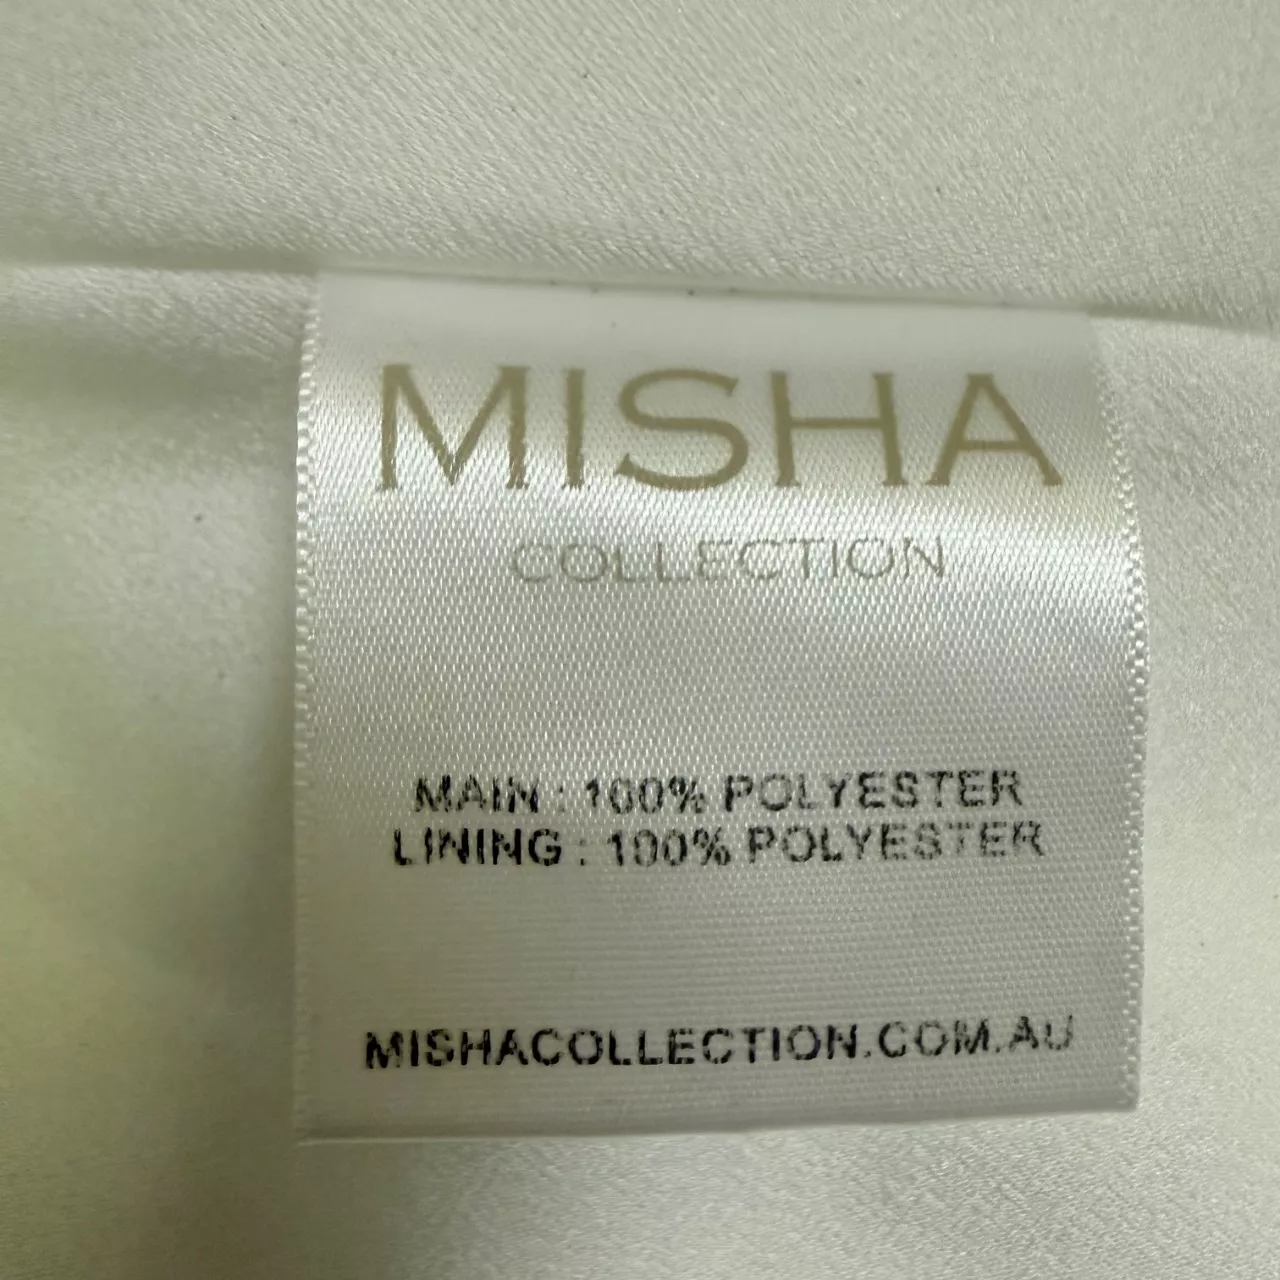 MISHA
COLLECTION
MAIN : 100% POLYESTER
LINING : 100% POLYESTER
MISHACOLLECTION.COM.AU